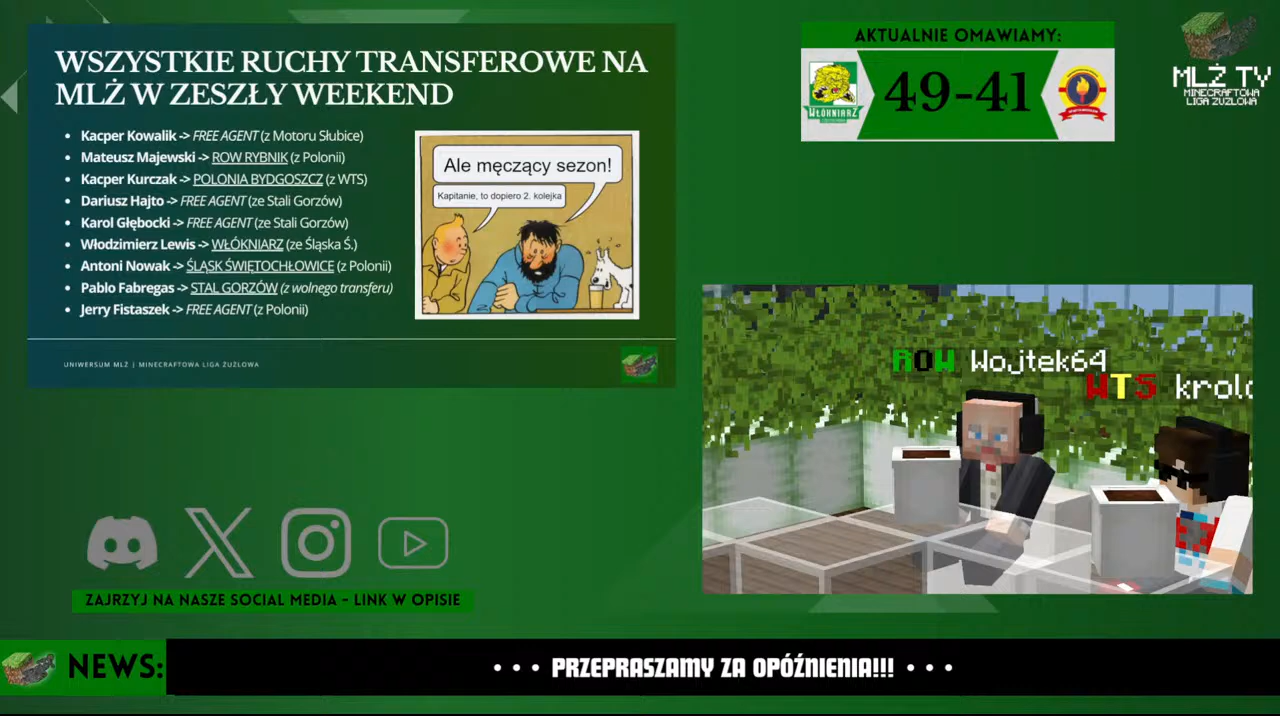 WSZYSTKIE RUCHY TRANSFEROWE NA
MLŻ W ZESZŁY WEEKEND
• Kacper Kowalik -> FREE AGENT (z Motoru Słubice)
• Mateusz Majewski -> ROW RYBNIK (z Polonii)
• Kacper Kurczak -> POLONIA BYDGOSZCZ (z WTS)
• Dariusz Hajto -> FREE AGENT (ze Stali Gorzów)
• Karol Głębocki -> FREE AGENT (ze Stali Gorzów)
• Włodzimierz Lewis -> WŁÓKNIARZ (ze Śląska Ś.)
• Antoni Nowak -> ŚLĄSK ŚWIĘTOCHŁOWICE (z Polonii)
• Pablo Fabregas -> STAL GORZÓW (z wolnego transferu)
• Jerry Fistaszek -> FREE AGENT (z Polonii)
Ale męczący sezon!
Kapitanie, to dopiero 2. kolejka
UNIWERSUM MLŻ | MINECRAFTOWA LIGA ŻUŻLOWA
AKTUALNIE OMAWIAMY:
WŁÓKNIARZ
49-41
MLŻ TV
MINECRAFTOWA
LIGA ŻUŻLOWA
ROW Wojtek64
WTS krolo
ZAJRZYJ NA NASZE SOCIAL MEDIA - LINK W OPISIE
NEWS:
• • • PRZEPRASZAMY ZA OPÓŹNIENIA!!! • • •